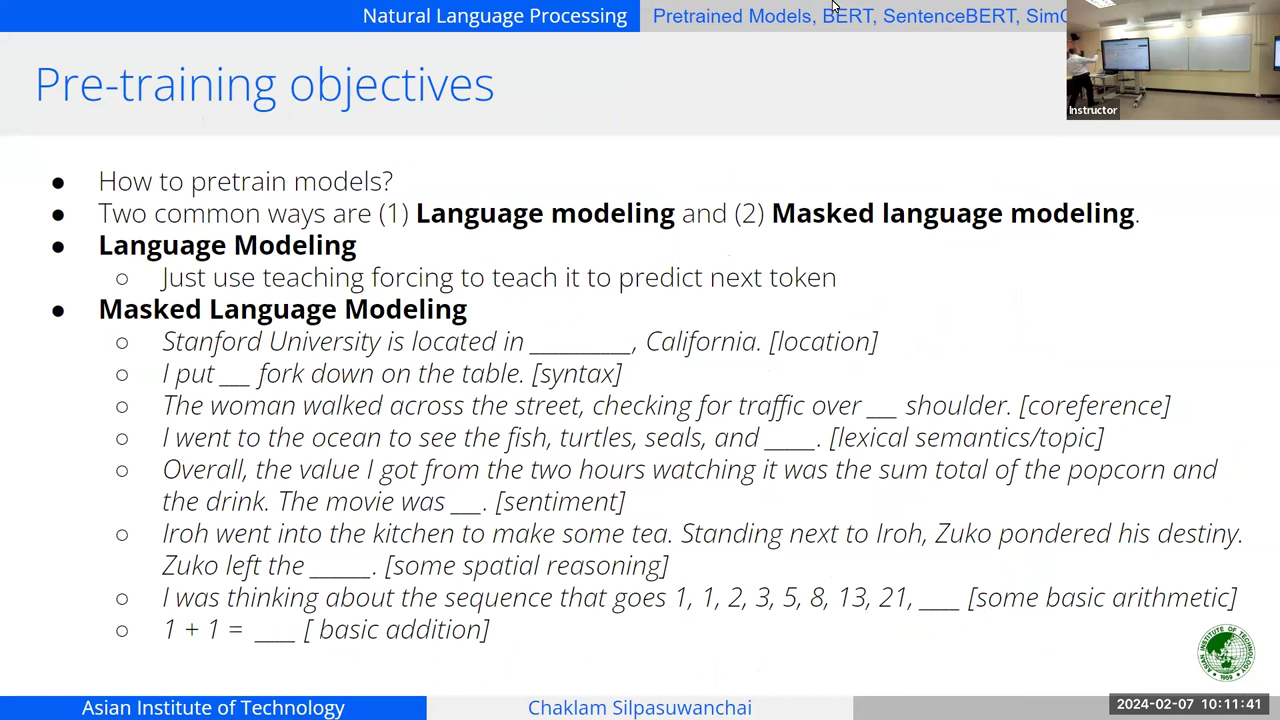 Natural Language Processing
Pretrained Models, BERT, SentenceBERT, Sim
Pre-training objectives
Instructor
How to pretrain models?
Two common ways are (1) Language modeling and (2) Masked language modeling.
Language Modeling
Just use teaching forcing to teach it to predict next token
Masked Language Modeling
Stanford University is located in _________, California. [location]
I put ___ fork down on the table. [syntax]
The woman walked across the street, checking for traffic over ___ shoulder. [coreference]
I went to the ocean to see the fish, turtles, seals, and _____. [lexical semantics/topic]
Overall, the value I got from the two hours watching it was the sum total of the popcorn and
the drink. The movie was ___. [sentiment]
Iroh went into the kitchen to make some tea. Standing next to Iroh, Zuko pondered his destiny.
Zuko left the ______. [some spatial reasoning]
I was thinking about the sequence that goes 1, 1, 2, 3, 5, 8, 13, 21, ____ [some basic arithmetic]
1 + 1 = ____ [ basic addition]
ASIAN INSTITUTE OF TECHNOLOGY
1959
Asian Institute of Technology
Chaklam Silpasuwanchai
2024-02-07 10:11:41